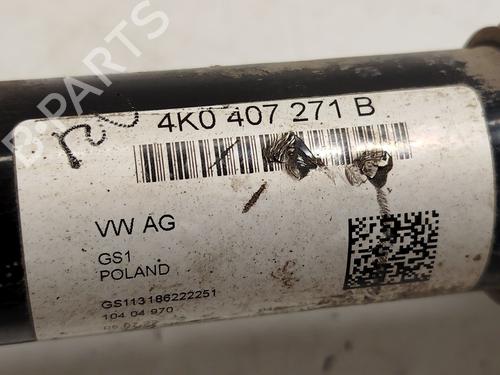 B-PARTS
4K0 407 271 B
VW AG
GS1
POLAND
GS113186222251
104 04 970